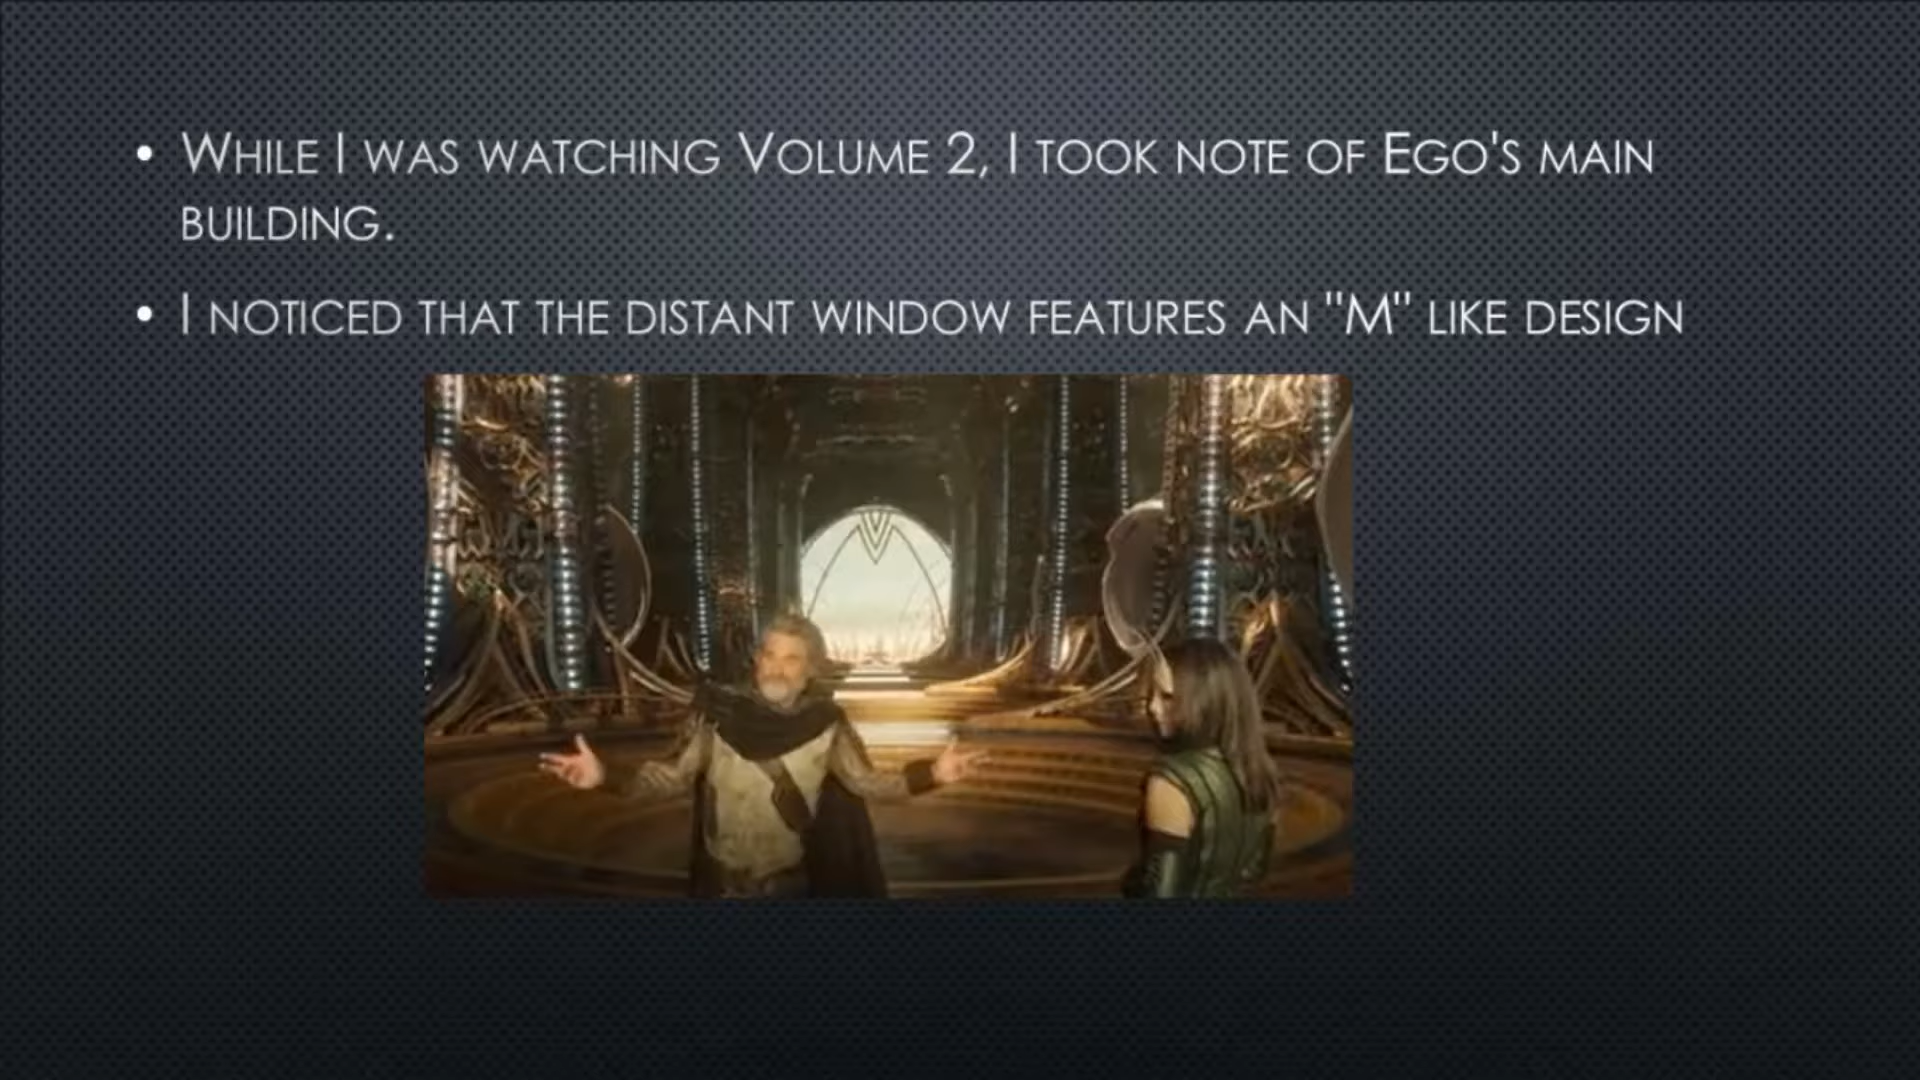 • While I was watching Volume 2, I took note of Ego's main
building.
• I noticed that the distant window features an "M" like design